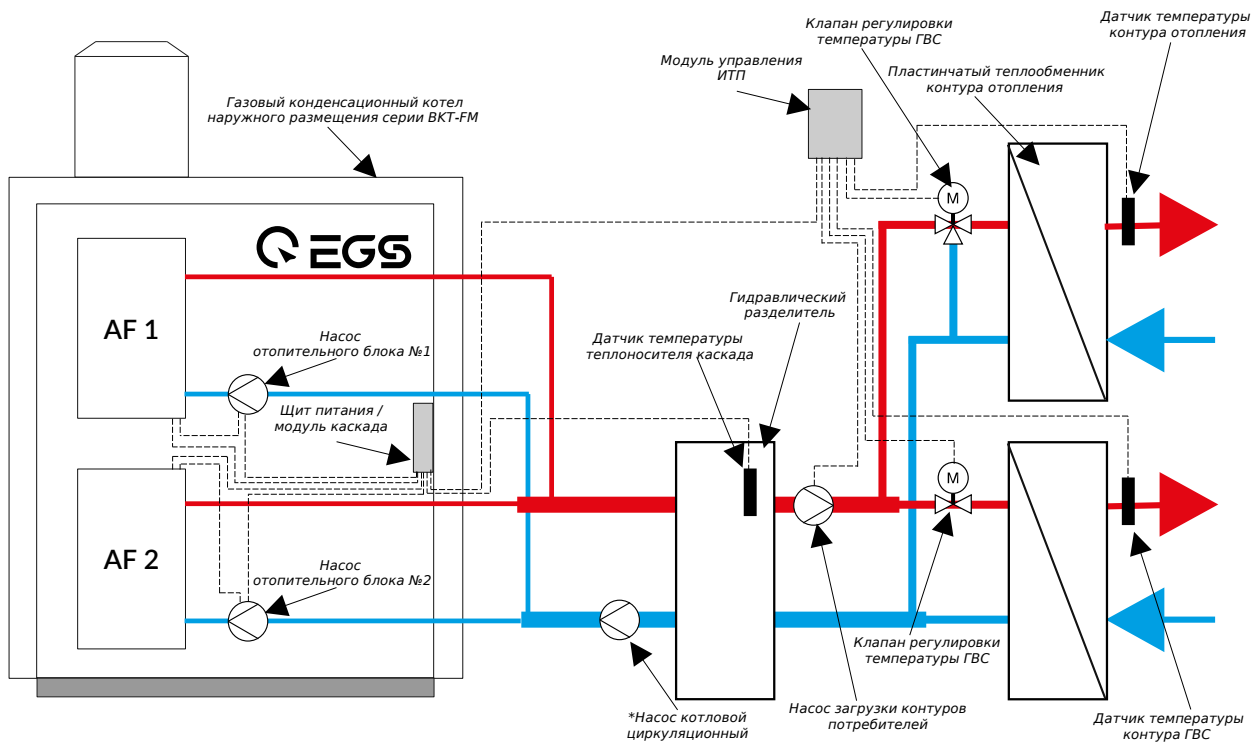 Клапан регулировки
температуры ГВС
Датчик температуры
контура отопления
Модуль управления
ИТП
Пластинчатый теплообменник
контура отопления
Газовый конденсационный котел
наружного размещения серии BKT-FM
M
EGS
AF 1
Насос
отопительного блока №1
Гидравлический
разделитель
Датчик температуры
теплоносителя каскада
Щит питания /
модуль каскада
M
AF 2
Насос
отопительного блока №2
Клапан регулировки
температуры ГВС
*Насос котловой
циркуляционный
Насос загрузки контуров
потребителей
Датчик температуры
контура ГВС